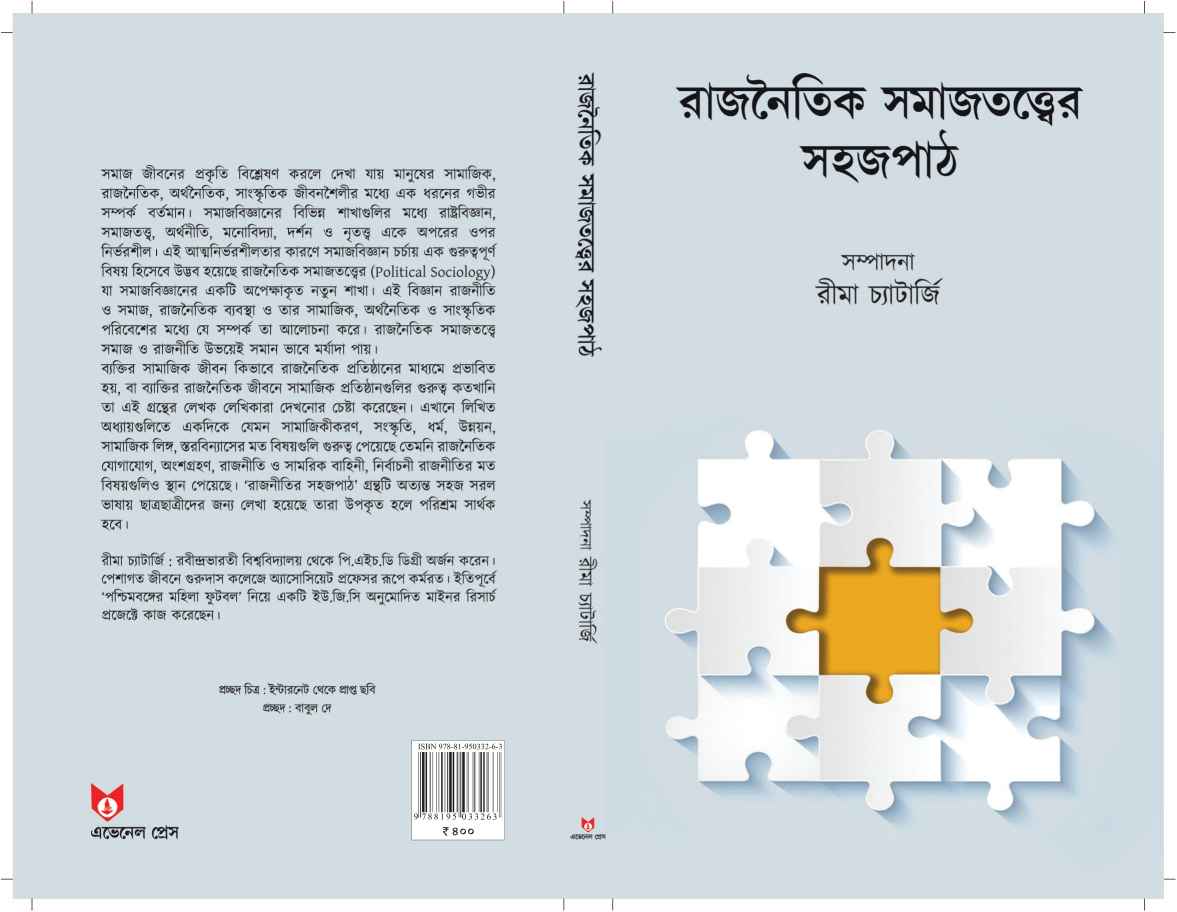 সমাজ জীবনের প্রকৃতি বিশ্লেষণ করলে দেখা যায় মানুষের সামাজিক,
রাজনৈতিক, অর্থনৈতিক, সাংস্কৃতিক জীবনশৈলীর মধ্যে এক ধরনের গভীর
সম্পর্ক বর্তমান। সমাজবিজ্ঞানের বিভিন্ন শাখাগুলির মধ্যে রাষ্ট্রবিজ্ঞান,
সমাজতত্ত্ব, অর্থনীতি, মনোবিদ্যা, দর্শন ও নৃতত্ত্ব একে অপরের ওপর
নির্ভরশীল। এই আত্মনির্ভরশীলতার কারণে সমাজবিজ্ঞান চর্চায় এক গুরুত্বপূর্ণ
বিষয় হিসেবে উদ্ভব হয়েছে রাজনৈতিক সমাজতত্ত্বের (Political Sociology)
যা সমাজবিজ্ঞানের একটি অপেক্ষাকৃত নতুন শাখা। এই বিজ্ঞান রাজনীতি
ও সমাজ, রাজনৈতিক ব্যবস্থা ও তার সামাজিক, অর্থনৈতিক ও সাংস্কৃতিক
পরিবেশের মধ্যে যে সম্পর্ক তা আলোচনা করে। রাজনৈতিক সমাজতত্ত্বে
সমাজ ও রাজনীতি উভয়েই সমান ভাবে মর্যাদা পায়।
ব্যক্তির সামাজিক জীবন কিভাবে রাজনৈতিক প্রতিষ্ঠানের মাধ্যমে প্রভাবিত
হয়, বা ব্যাক্তির রাজনৈতিক জীবনে সামাজিক প্রতিষ্ঠানগুলির গুরুত্ব কতখানি
তা এই গ্রন্থের লেখক লেখিকারা দেখানোর চেষ্টা করেছেন। এখানে লিখিত
অধ্যায়গুলিতে একদিকে যেমন সামাজিকীকরণ, সংস্কৃতি, ধর্ম, উন্নয়ন,
সামাজিক লিঙ্গ, স্তরবিন্যাসের মত বিষয়গুলি গুরুত্ব পেয়েছে তেমনি রাজনৈতিক
যোগাযোগ, অংশগ্রহণ, রাজনীতি ও সামরিক বাহিনী, নির্বাচনী রাজনীতির মত
বিষয়গুলিও স্থান পেয়েছে। ‘রাজনীতির সহজপাঠ’ গ্রন্থটি অত্যন্ত সহজ সরল
ভাষায় ছাত্রছাত্রীদের জন্য লেখা হয়েছে তারা উপকৃত হলে পরিশ্রম সার্থক
হবে।
রীমা চ্যাটার্জি : রবীন্দ্রভারতী বিশ্ববিদ্যালয় থেকে পি.এইচ.ডি ডিগ্রী অর্জন করেন।
পেশাগত জীবনে গুরুদাস কলেজে অ্যাসোসিয়েট প্রফেসর রূপে কর্মরত। ইতিপূর্বে
‘পশ্চিমবঙ্গের মহিলা ফুটবল’ নিয়ে একটি ইউ.জি.সি অনুমোদিত মাইনর রিসার্চ
প্রজেক্টে কাজ করেছেন।
প্রচ্ছদ চিত্র : ইন্টারনেট থেকে প্রাপ্ত ছবি
প্রচ্ছদ : বাবুল দে
ISBN 978-81-950332-6-3
9 788195 033263
₹ ৪০০
এভেনেল প্রেস
রাজনৈতিক সমাজতত্ত্বের সহজপাঠ
সম্পাদনা রীমা চ্যাটার্জি
এভেনেল প্রেস
রাজনৈতিক সমাজতত্ত্বের
সহজপাঠ
সম্পাদনা
রীমা চ্যাটার্জি